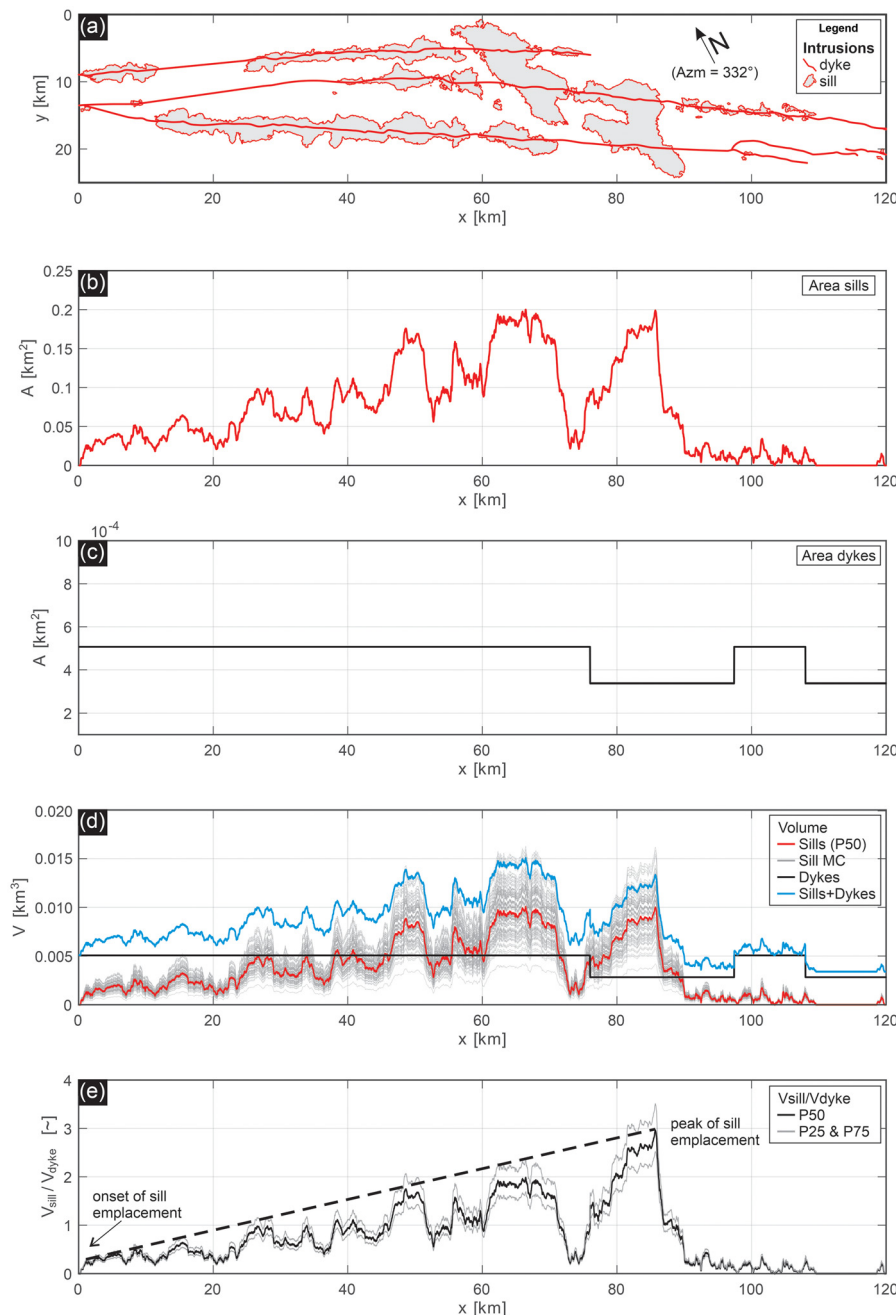 (a)
N
(Azm = 332°)
Legend
Intrusions
dyke
sill
0
10
20
y [km]
0 20 40 60 80 100 120
x [km]
(b)
Area sills
0.25
0.2
0.15
0.1
0.05
0
A [km²]
0 20 40 60 80 100 120
x [km]
(c)
10⁻⁴
Area dykes
10
8
6
4
2
A [km²]
0 20 40 60 80 100 120
x [km]
(d)
Volume
Sills (P50)
Sill MC
Dykes
Sills+Dykes
0.020
0.015
0.010
0.005
0
V [km³]
0 20 40 60 80 100 120
x [km]
(e)
Vsill/Vdyke
P50
P25 & P75
peak of sill
emplacement
onset of sill
emplacement
4
3
2
1
0
V_sill / V_dyke [~]
0 20 40 60 80 100 120
x [km]